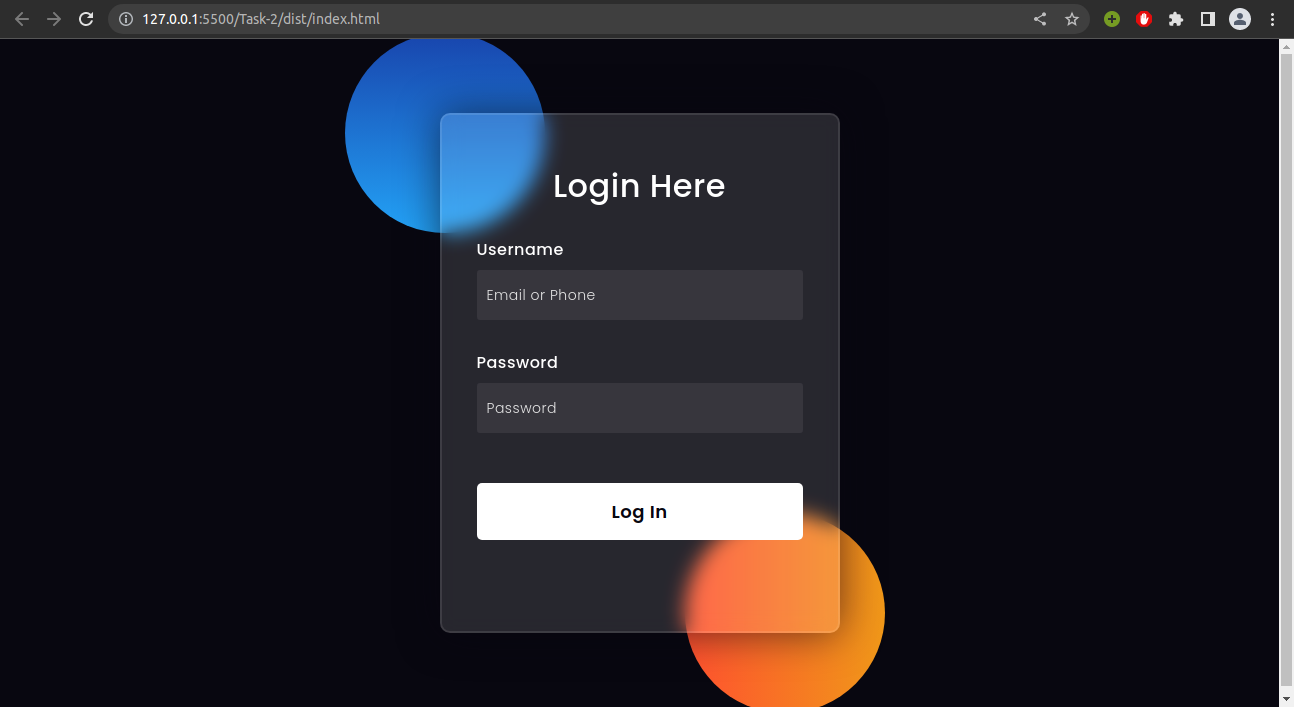 127.0.0.1:5500/Task-2/dist/index.html
Login Here
Username
Email or Phone
Password
Password
Log In